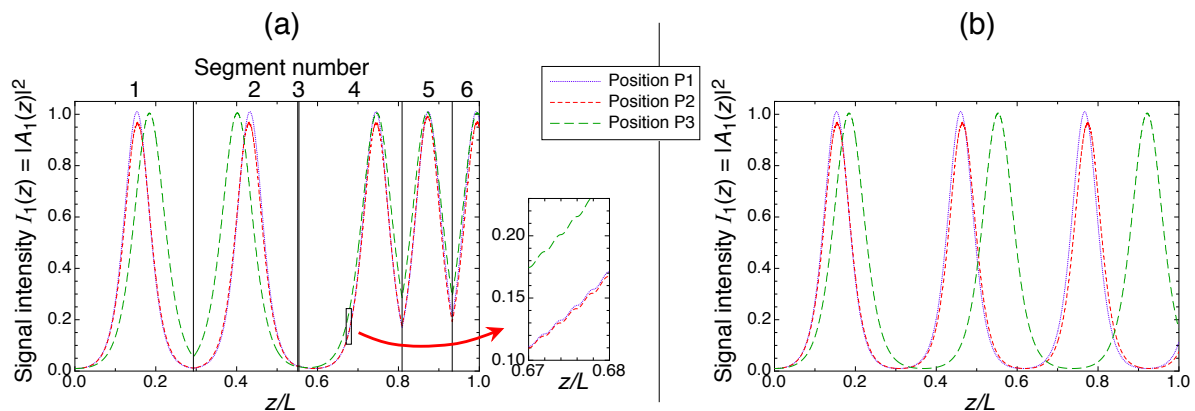 (a)
Segment number
1 2 3 4 5 6
Signal intensity I₁(z) = |A₁(z)|²
1.0
0.8
0.6
0.4
0.2
0.0
0.0 0.2 0.4 0.6 0.8 1.0
z/L
Position P1
Position P2
Position P3
0.20
0.15
0.10
0.67 0.68
z/L
(b)
Signal intensity I₁(z) = |A₁(z)|²
1.0
0.8
0.6
0.4
0.2
0.0
0.0 0.2 0.4 0.6 0.8 1.0
z/L